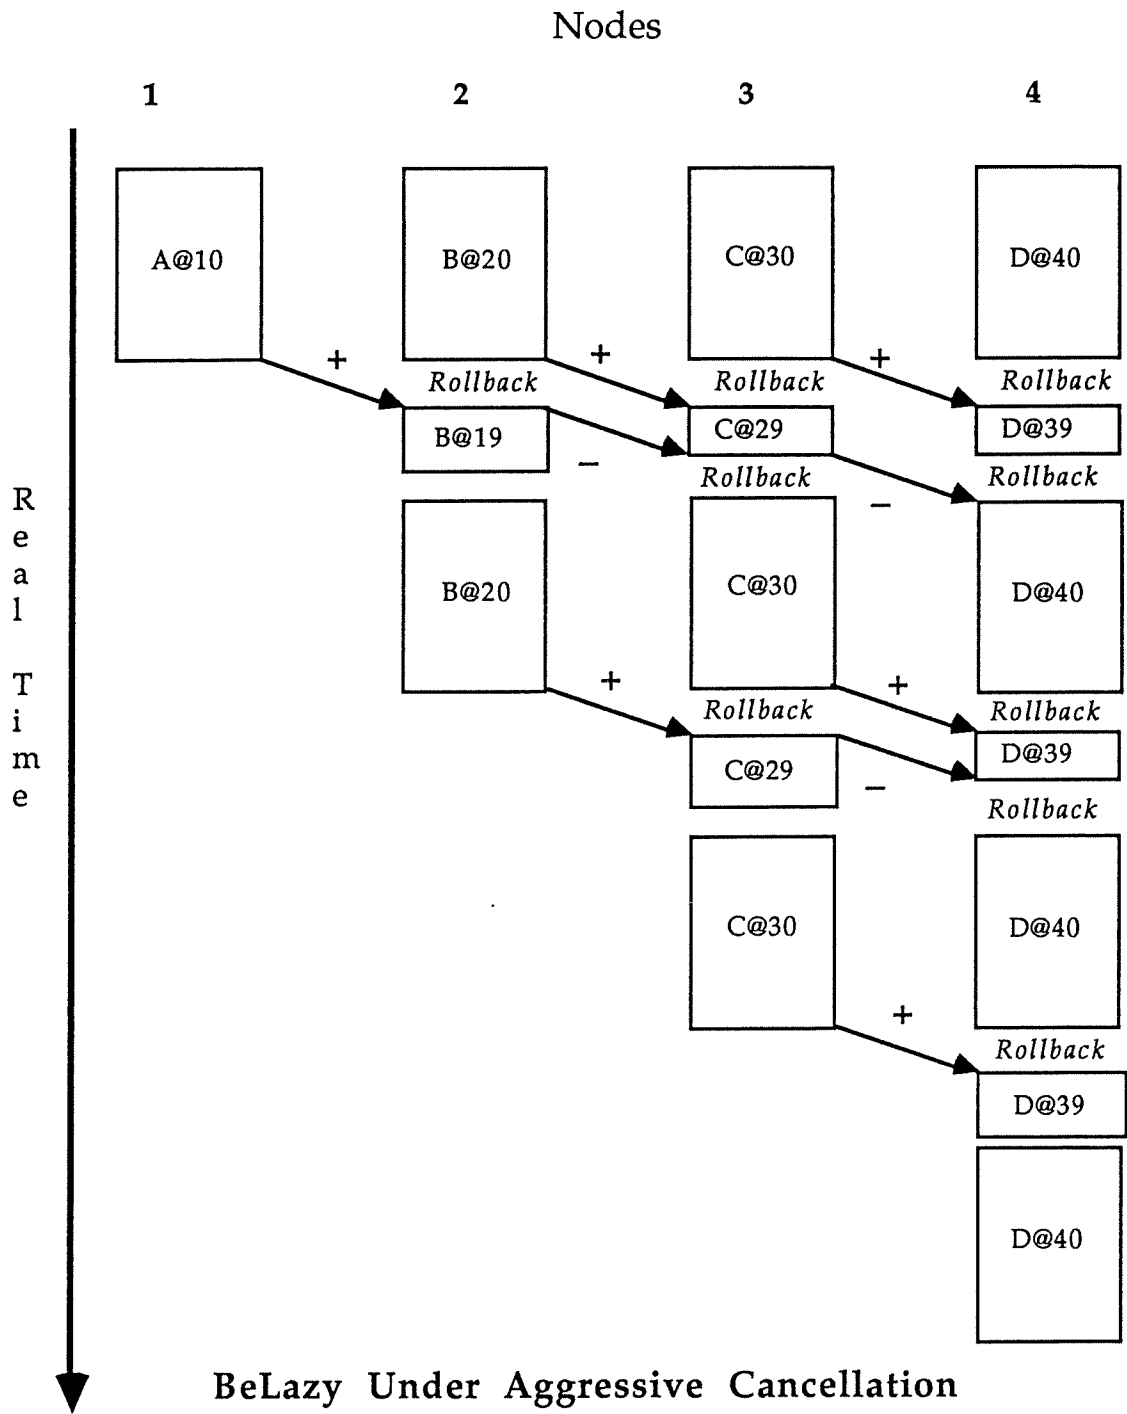 Nodes
1 2 3 4
A@10 B@20 C@30 D@40
+ + +
Rollback Rollback Rollback
B@19 C@29 D@39
− Rollback Rollback
−
Real Time
B@20 C@30 D@40
+ +
Rollback Rollback
C@29 D@39
−
Rollback
C@30 D@40
+
Rollback
D@39
D@40
BeLazy Under Aggressive Cancellation